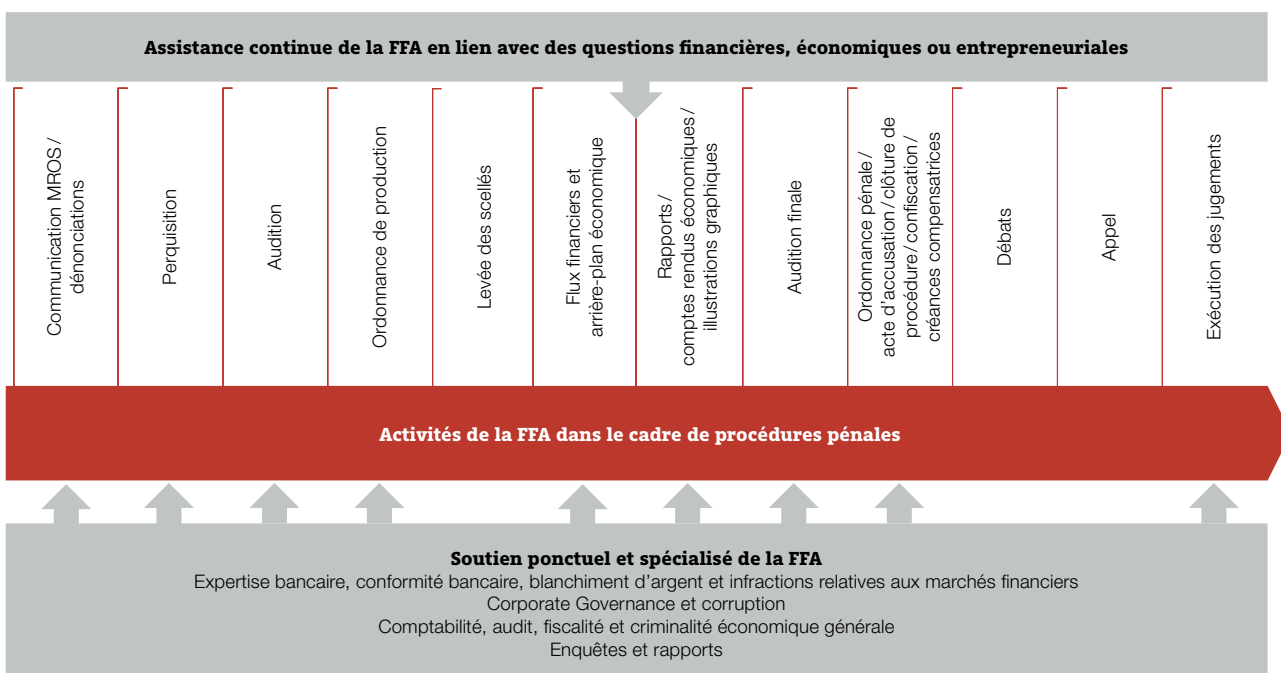 Assistance continue de la FFA en lien avec des questions financières, économiques ou entrepreneuriales
Communication MROS /
dénonciations
Perquisition
Audition
Ordonnance de production
Levée des scellés
Flux financiers et
arrière-plan économique
Rapports /
comptes rendus économiques /
illustrations graphiques
Audition finale
Ordonnance pénale /
acte d'accusation / clôture de
procédure / confiscation /
créances compensatrices
Débats
Appel
Exécution des jugements
Activités de la FFA dans le cadre de procédures pénales
Soutien ponctuel et spécialisé de la FFA
Expertise bancaire, conformité bancaire, blanchiment d'argent et infractions relatives aux marchés financiers
Corporate Governance et corruption
Comptabilité, audit, fiscalité et criminalité économique générale
Enquêtes et rapports